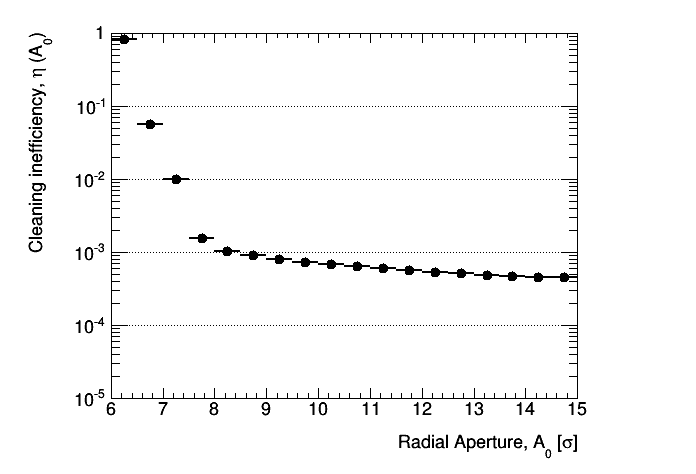 Cleaning inefficiency, η (A₀)
1
10⁻¹
10⁻²
10⁻³
10⁻⁴
10⁻⁵
6 7 8 9 10 11 12 13 14 15
Radial Aperture, A₀ [σ]